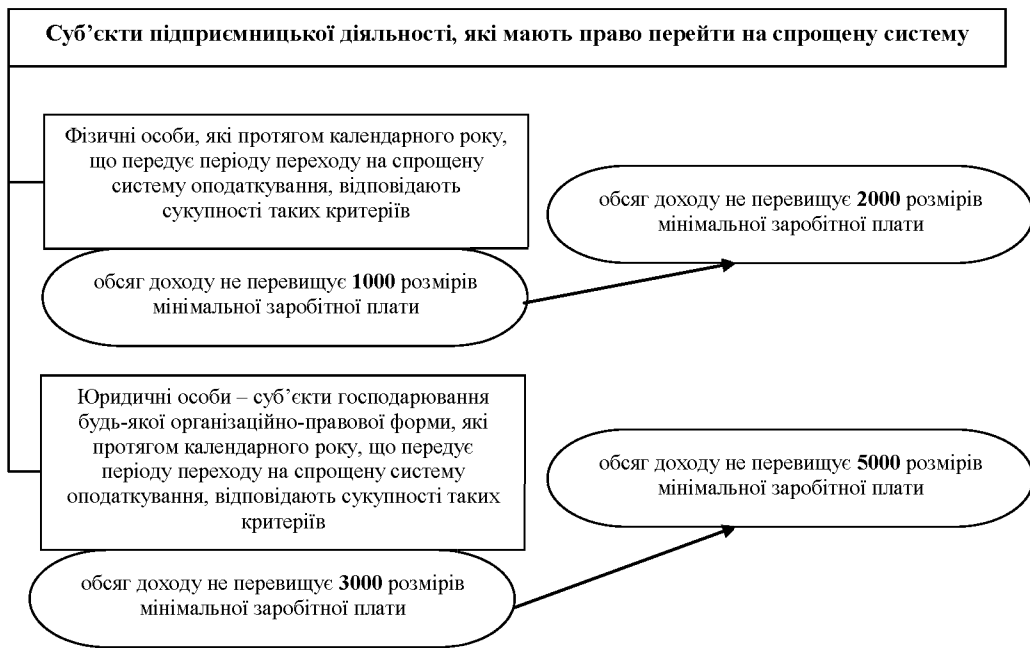 Суб’єкти підприємницької діяльності, які мають право перейти на спрощену систему
Фізичні особи, які протягом календарного року,
що передує періоду переходу на спрощену
систему оподаткування, відповідають
сукупності таких критеріїв
обсяг доходу не перевищує 2000 розмірів
мінімальної заробітної плати
обсяг доходу не перевищує 1000 розмірів
мінімальної заробітної плати
Юридичні особи – суб’єкти господарювання
будь-якої організаційно-правової форми, які
протягом календарного року, що передує
періоду переходу на спрощену систему
оподаткування, відповідають сукупності таких
критеріїв
обсяг доходу не перевищує 5000 розмірів
мінімальної заробітної плати
обсяг доходу не перевищує 3000 розмірів
мінімальної заробітної плати